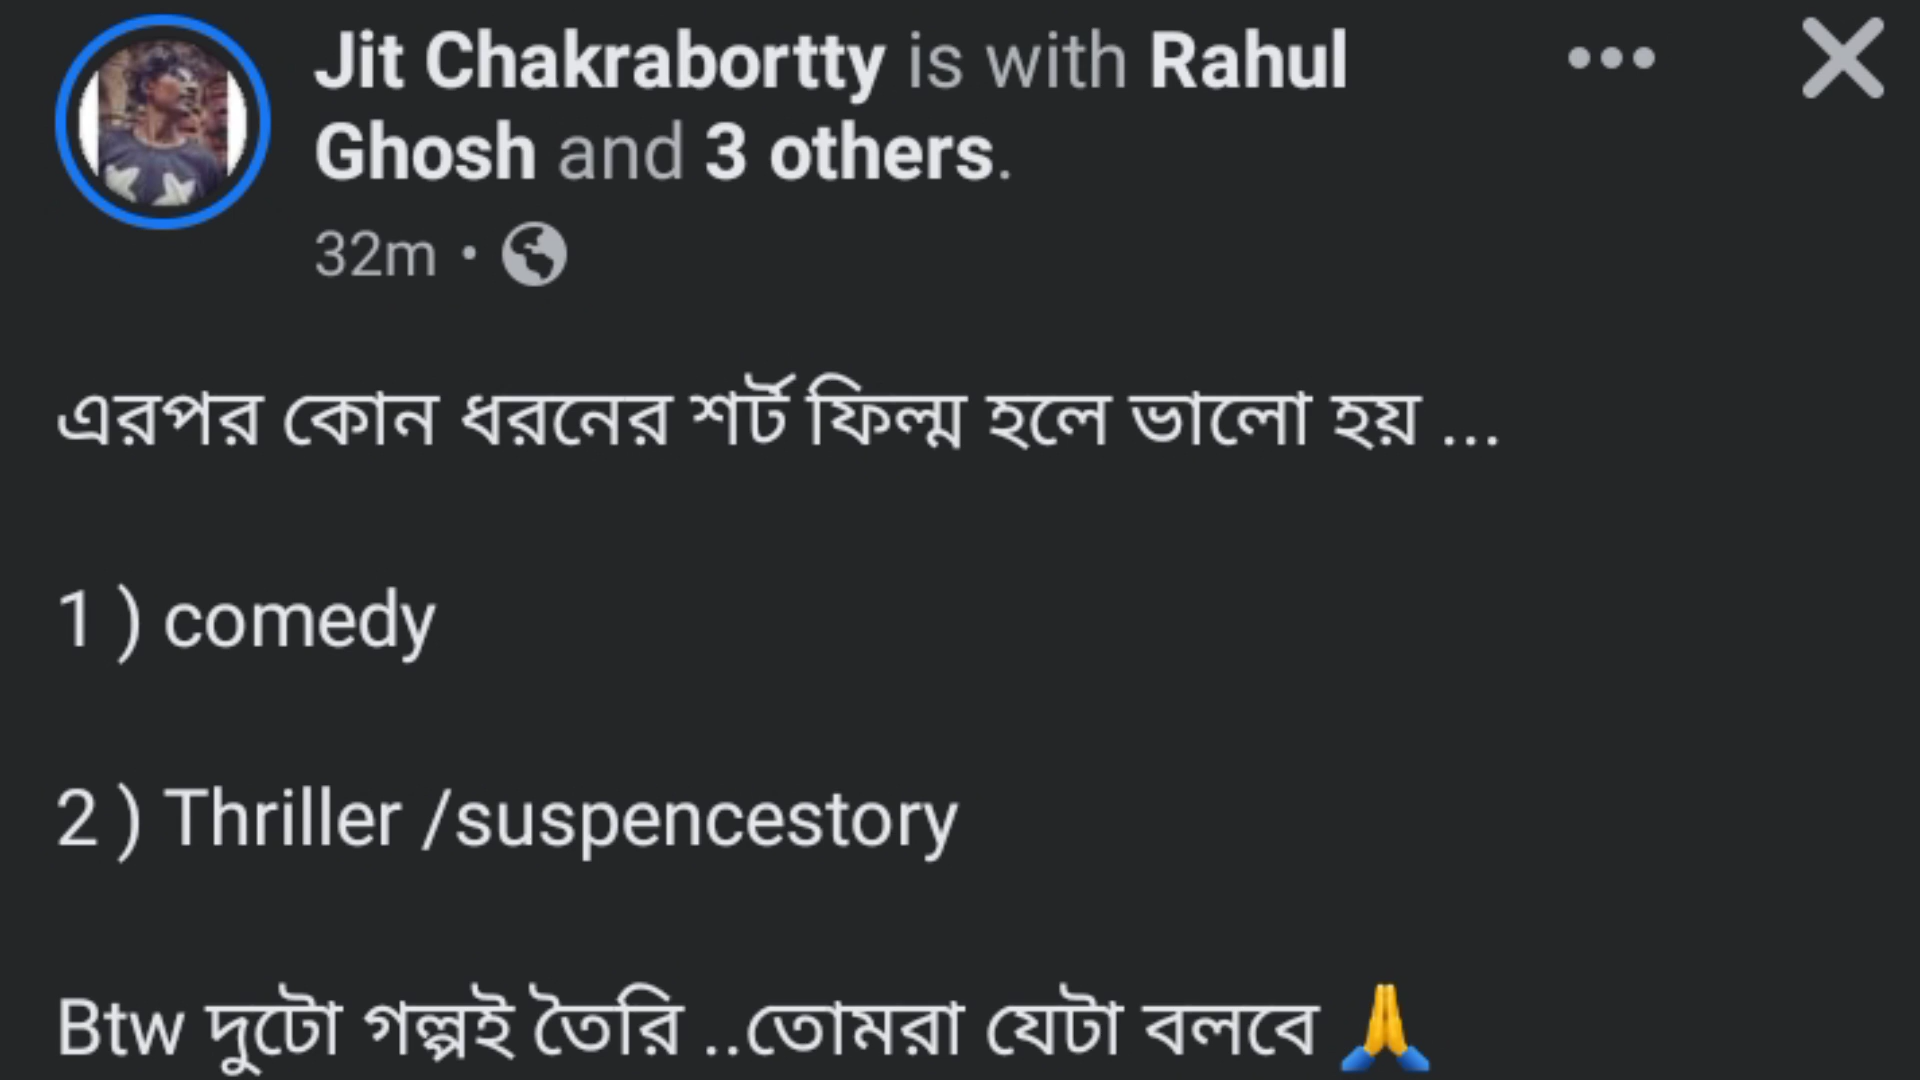 Jit Chakrabortty is with Rahul
Ghosh and 3 others.
32m •
এরপর কোন ধরনের শর্ট ফিল্ম হলে ভালো হয় ...
1 ) comedy
2 ) Thriller /suspencestory
Btw দুটো গল্পই তৈরি ..তোমরা যেটা বলবে 🙏